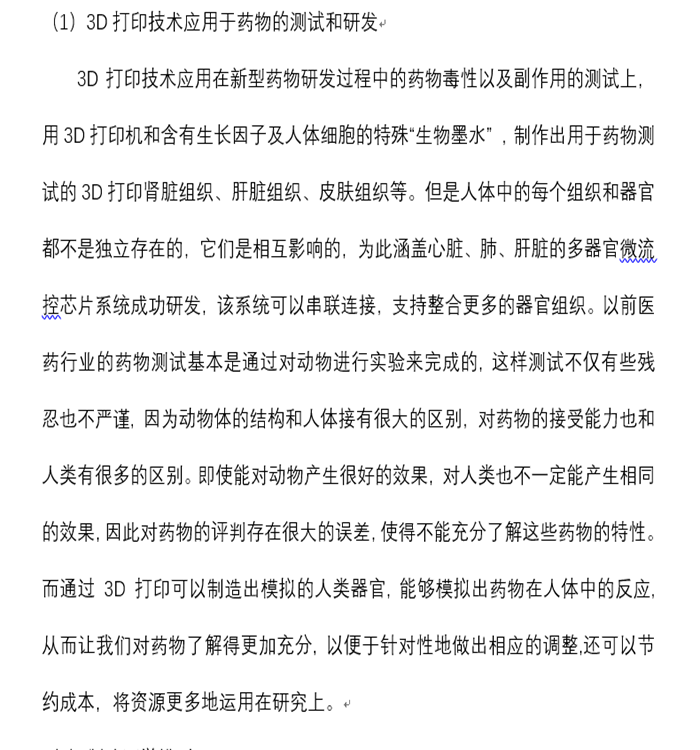 （1）3D 打印技术应用于药物的测试和研发
3D 打印技术应用在新型药物研发过程中的药物毒性以及副作用的测试上，
用 3D 打印机和含有生长因子及人体细胞的特殊“生物墨水” ，制作出用于药物测
试的 3D 打印肾脏组织、肝脏组织、皮肤组织等。但是人体中的每个组织和器官
都不是独立存在的，它们是相互影响的，为此涵盖心脏、肺、肝脏的多器官微流
控芯片系统成功研发，该系统可以串联连接，支持整合更多的器官组织。以前医
药行业的药物测试基本是通过对动物进行实验来完成的，这样测试不仅有些残
忍也不严谨，因为动物体的结构和人体接有很大的区别，对药物的接受能力也和
人类有很多的区别。即使能对动物产生很好的效果，对人类也不一定能产生相同
的效果，因此对药物的评判存在很大的误差，使得不能充分了解这些药物的特性。
而通过 3D 打印可以制造出模拟的人类器官，能够模拟出药物在人体中的反应，
从而让我们对药物了解得更加充分，以便于针对性地做出相应的调整,还可以节
约成本，将资源更多地运用在研究上。